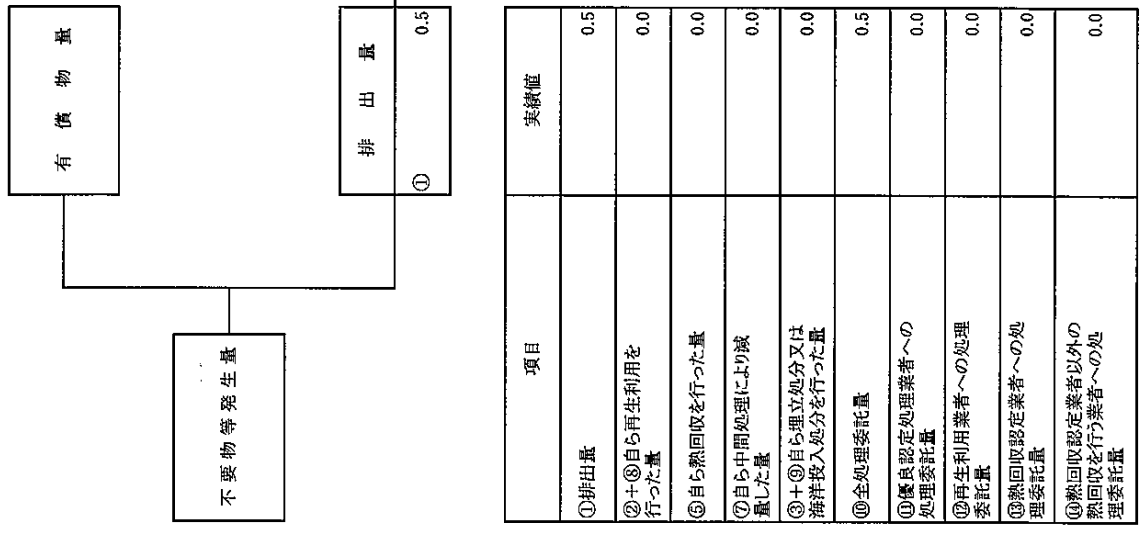 有償物量
不要物等発生量
排出量
① 0.5
項目 実績値
①排出量 0.5
②+⑧自ら再生利用を
行った量 0.0
⑤自ら熱回収を行った量 0.0
⑦自ら中間処理により減
量した量 0.0
③+⑨自ら埋立処分又は
海洋投入処分を行った量 0.0
⑩全処理委託量 0.5
⑪優良認定処理業者への
処理委託量 0.0
⑫再生利用業者への処理
委託量 0.0
⑬熱回収認定業者への処
理委託量 0.0
⑭熱回収認定業者以外の
熱回収を行う業者への処
理委託量 0.0